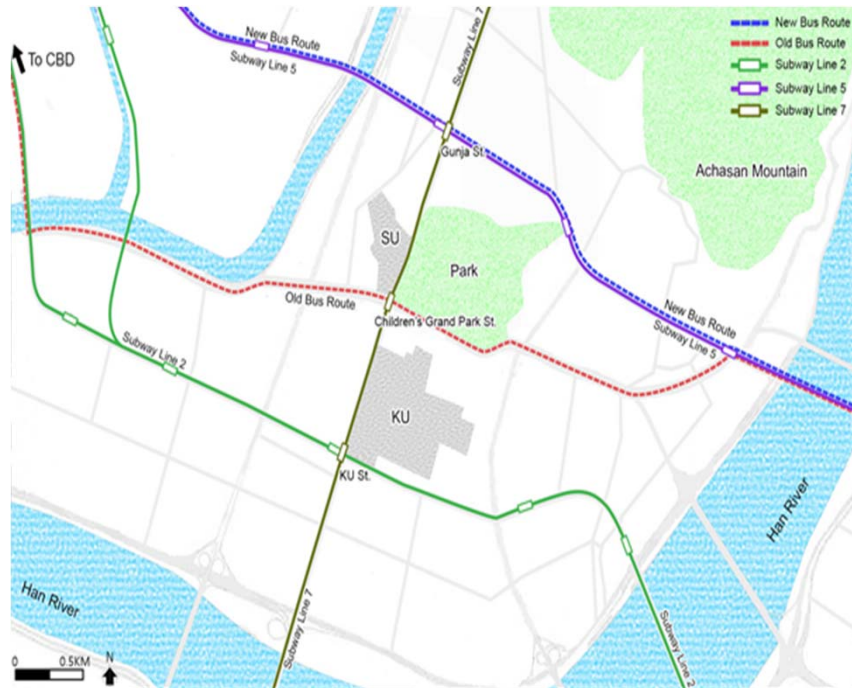 To CBD
New Bus Route
Subway Line 5
Subway Line 7
New Bus Route
Old Bus Route
Subway Line 2
Subway Line 5
Subway Line 7
Gunja St.
Achasan Mountain
SU
Park
Old Bus Route
Children's Grand Park St.
New Bus Route
Subway Line 5
Subway Line 2
KU
KU St.
Han River
Han River
Subway Line 7
Subway Line 2
0 0.5KM N